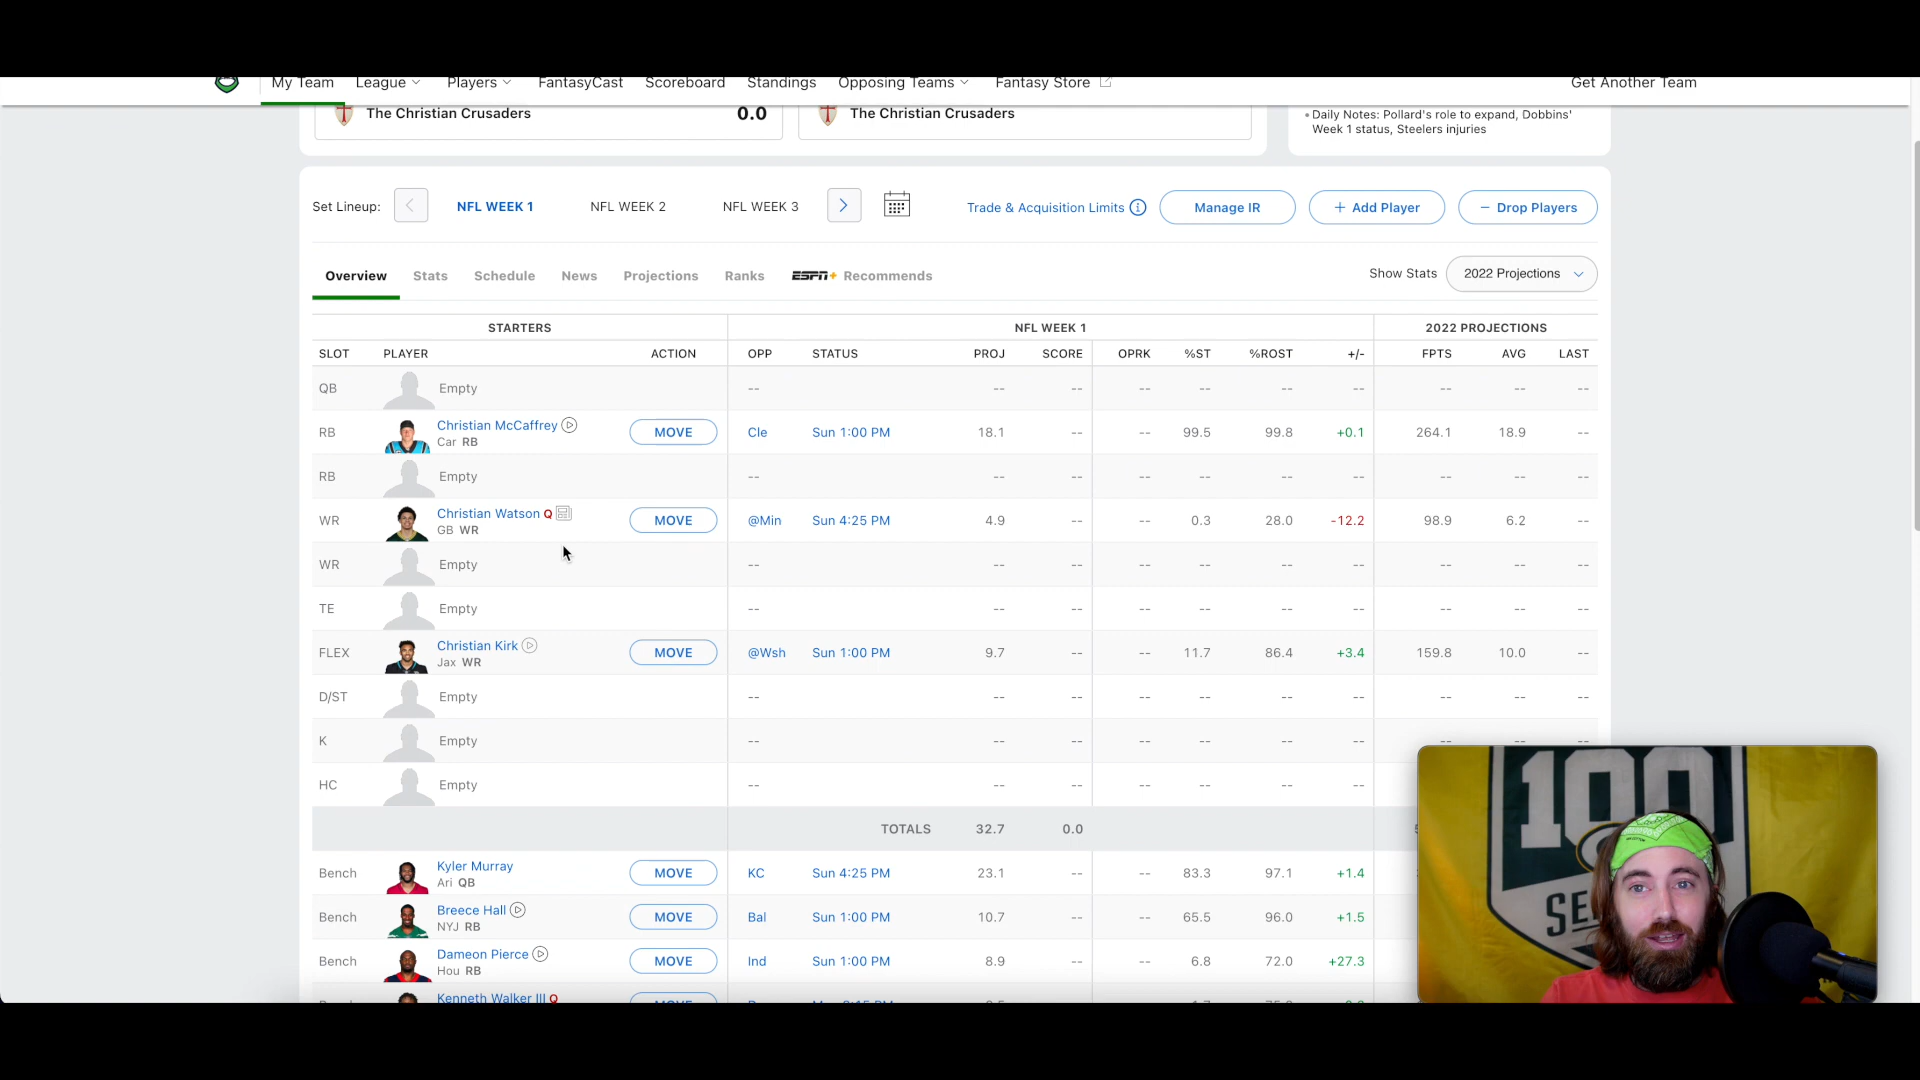 My Team League Players FantasyCast Scoreboard Standings Opposing Teams Fantasy Store Get Another Team
The Christian Crusaders 0.0 The Christian Crusaders
• Daily Notes: Pollard's role to expand, Dobbins'
Week 1 status, Steelers injuries
Set Lineup: NFL WEEK 1 NFL WEEK 2 NFL WEEK 3 Trade & Acquisition Limits Manage IR + Add Player − Drop Players
Overview Stats Schedule News Projections Ranks ESPN+ Recommends Show Stats 2022 Projections
STARTERS NFL WEEK 1 2022 PROJECTIONS
SLOT PLAYER ACTION OPP STATUS PROJ SCORE OPRK %ST %ROST +/- FPTS AVG LAST
QB Empty -- -- -- -- -- -- -- -- -- --
RB Christian McCaffrey Car RB MOVE Cle Sun 1:00 PM 18.1 -- -- 99.5 99.8 +0.1 264.1 18.9 --
RB Empty -- -- -- -- -- -- -- -- -- --
WR Christian Watson Q GB WR MOVE @Min Sun 4:25 PM 4.9 -- -- 0.3 28.0 -12.2 98.9 6.2 --
WR Empty -- -- -- -- -- -- -- -- -- --
TE Empty -- -- -- -- -- -- -- -- -- --
FLEX Christian Kirk Jax WR MOVE @Wsh Sun 1:00 PM 9.7 -- -- 11.7 86.4 +3.4 159.8 10.0 --
D/ST Empty -- -- -- -- -- -- -- -- -- --
K Empty -- -- -- -- -- -- -- -- -- --
HC Empty -- -- -- -- -- -- --
TOTALS 32.7 0.0
Bench Kyler Murray Ari QB MOVE KC Sun 4:25 PM 23.1 -- -- 83.3 97.1 +1.4
Bench Breece Hall NYJ RB MOVE Bal Sun 1:00 PM 10.7 -- -- 65.5 96.0 +1.5
Bench Dameon Pierce Hou RB MOVE Ind Sun 1:00 PM 8.9 -- -- 6.8 72.0 +27.3
Kenneth Walker III Q
100
SE